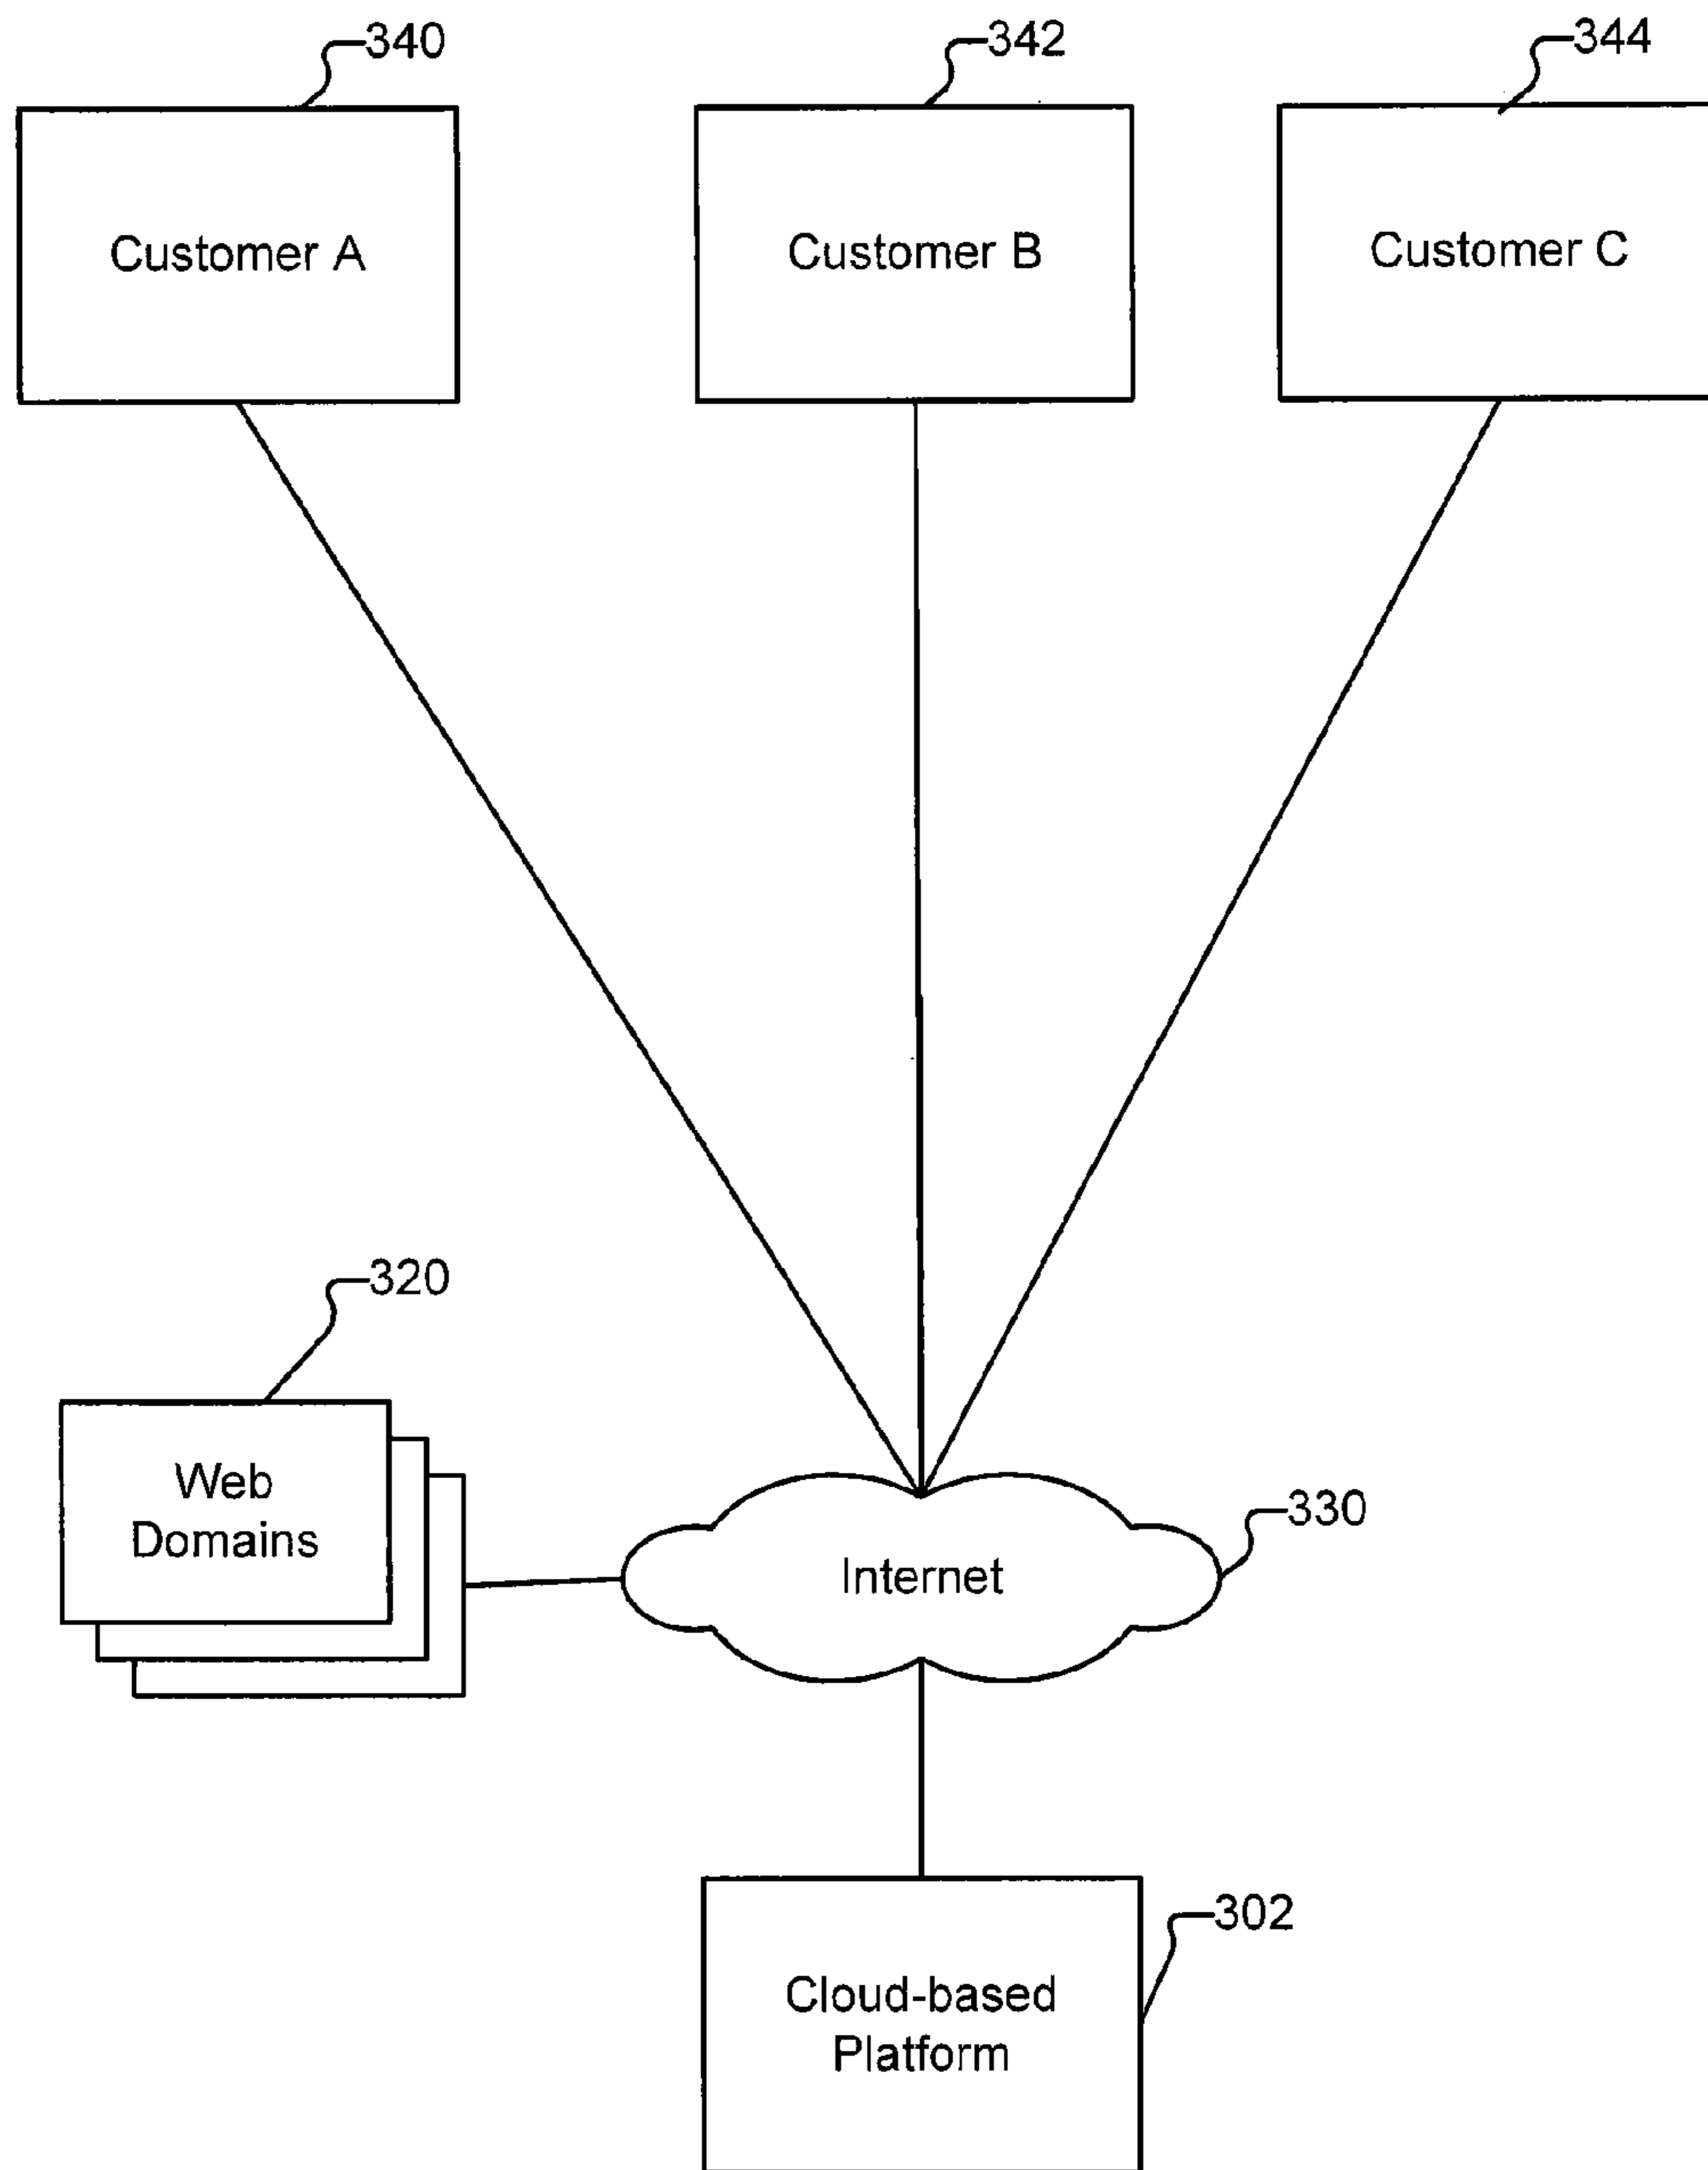 340
342
344
Customer A
Customer B
Customer C
320
Web
Domains
330
Internet
302
Cloud-based
Platform